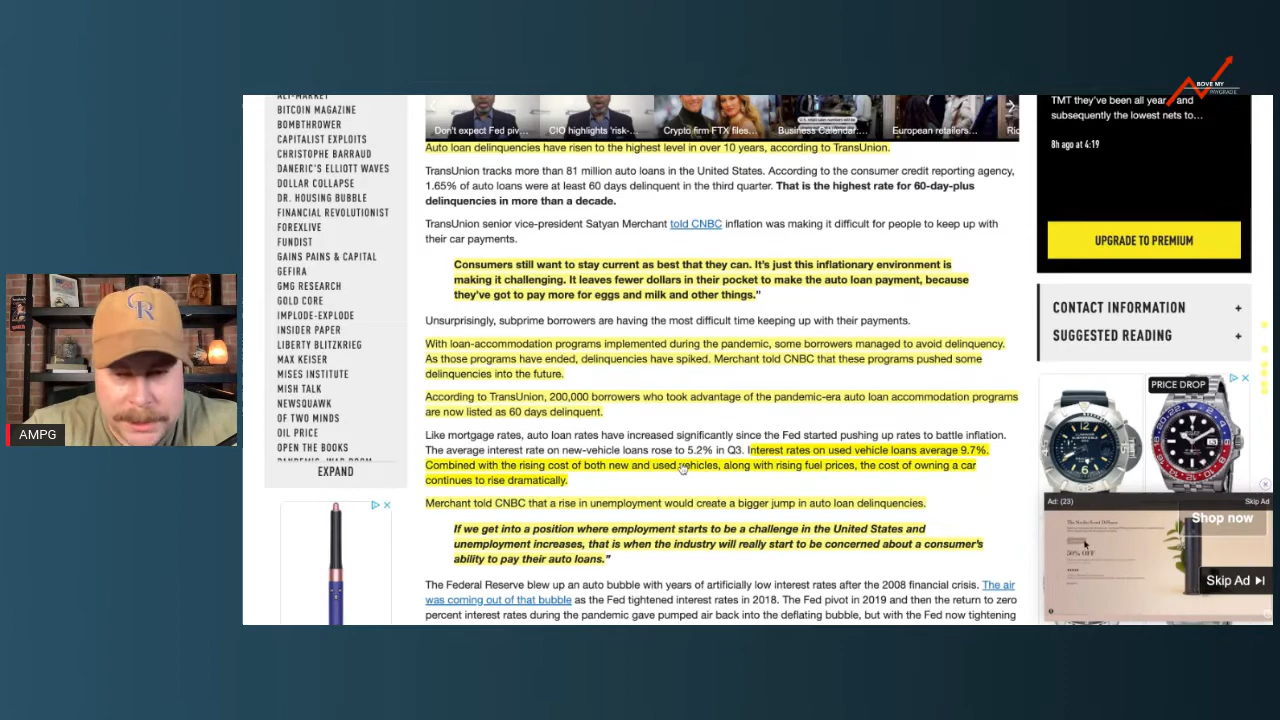 BOVE MY
PAYGRADE
ALT-MARKET
BITCOIN MAGAZINE
BOMBTHROWER
CAPITALIST EXPLOITS
CHRISTOPHE BARRAUD
DANERIC'S ELLIOTT WAVES
DOLLAR COLLAPSE
DR. HOUSING BUBBLE
FINANCIAL REVOLUTIONIST
FOREXLIVE
FUNDIST
GAINS PAINS & CAPITAL
GEFIRA
GMG RESEARCH
GOLD CORE
IMPLODE-EXPLODE
INSIDER PAPER
LIBERTY BLITZKRIEG
MAX KEISER
MISES INSTITUTE
MISH TALK
NEWSQUAWK
OF TWO MINDS
OIL PRICE
OPEN THE BOOKS
EXPAND
AMPG
Don't expect Fed piv...
CIO highlights 'risk-...
Crypto firm FTX files...
Business Calendar:...
European retailers...
Ric
Auto loan delinquencies have risen to the highest level in over 10 years, according to TransUnion.
TransUnion tracks more than 81 million auto loans in the United States. According to the consumer credit reporting agency,
1.65% of auto loans were at least 60 days delinquent in the third quarter. That is the highest rate for 60-day-plus
delinquencies in more than a decade.
TransUnion senior vice-president Satyan Merchant told CNBC inflation was making it difficult for people to keep up with
their car payments.
Consumers still want to stay current as best that they can. It's just this inflationary environment is
making it challenging. It leaves fewer dollars in their pocket to make the auto loan payment, because
they've got to pay more for eggs and milk and other things."
Unsurprisingly, subprime borrowers are having the most difficult time keeping up with their payments.
With loan-accommodation programs implemented during the pandemic, some borrowers managed to avoid delinquency.
As those programs have ended, delinquencies have spiked. Merchant told CNBC that these programs pushed some
delinquencies into the future.
According to TransUnion, 200,000 borrowers who took advantage of the pandemic-era auto loan accommodation programs
are now listed as 60 days delinquent.
Like mortgage rates, auto loan rates have increased significantly since the Fed started pushing up rates to battle inflation.
The average interest rate on new-vehicle loans rose to 5.2% in Q3. Interest rates on used vehicle loans average 9.7%.
Combined with the rising cost of both new and used vehicles, along with rising fuel prices, the cost of owning a car
continues to rise dramatically.
Merchant told CNBC that a rise in unemployment would create a bigger jump in auto loan delinquencies.
If we get into a position where employment starts to be a challenge in the United States and
unemployment increases, that is when the industry will really start to be concerned about a consumer's
ability to pay their auto loans."
The Federal Reserve blew up an auto bubble with years of artificially low interest rates after the 2008 financial crisis. The air
was coming out of that bubble as the Fed tightened interest rates in 2018. The Fed pivot in 2019 and then the return to zero
percent interest rates during the pandemic gave pumped air back into the deflating bubble, but with the Fed now tightening
TMT they've been all year, and
subsequently the lowest nets to...
8h ago at 4:19
UPGRADE TO PREMIUM
CONTACT INFORMATION +
SUGGESTED READING +
PRICE DROP
Ad: (23)
Skip Ad
Shop now
50% OFF
Skip Ad